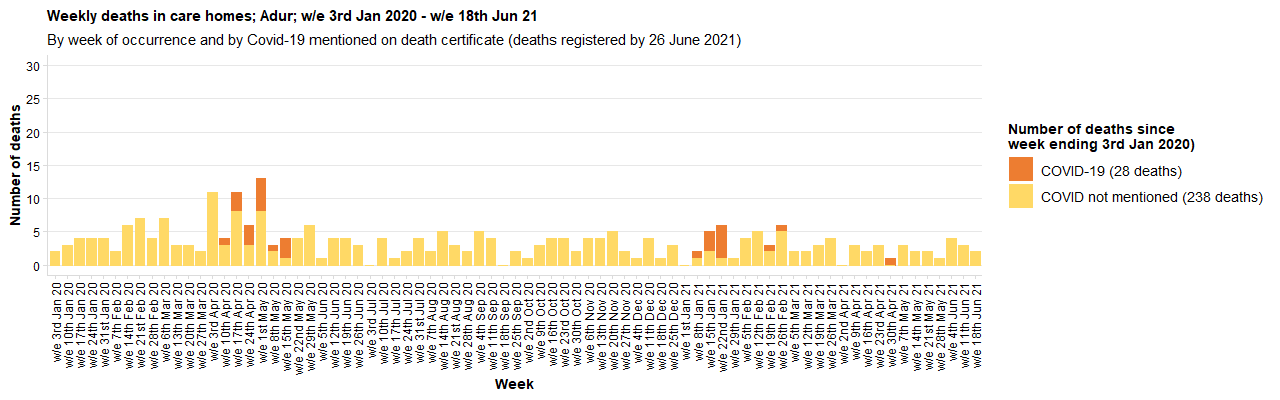 Weekly deaths in care homes; Adur; w/e 3rd Jan 2020 - w/e 18th Jun 21
By week of occurrence and by Covid-19 mentioned on death certificate (deaths registered by 26 June 2021)
Number of deaths
30
25
20
15
10
5
0
w/e 3rd Jan 20
w/e 10th Jan 20
w/e 17th Jan 20
w/e 24th Jan 20
w/e 31st Jan 20
w/e 7th Feb 20
w/e 14th Feb 20
w/e 21st Feb 20
w/e 28th Feb 20
w/e 6th Mar 20
w/e 13th Mar 20
w/e 20th Mar 20
w/e 27th Mar 20
w/e 3rd Apr 20
w/e 10th Apr 20
w/e 17th Apr 20
w/e 24th Apr 20
w/e 1st May 20
w/e 8th May 20
w/e 15th May 20
w/e 22nd May 20
w/e 29th May 20
w/e 5th Jun 20
w/e 12th Jun 20
w/e 19th Jun 20
w/e 26th Jun 20
w/e 3rd Jul 20
w/e 10th Jul 20
w/e 17th Jul 20
w/e 24th Jul 20
w/e 31st Jul 20
w/e 7th Aug 20
w/e 14th Aug 20
w/e 21st Aug 20
w/e 28th Aug 20
w/e 4th Sep 20
w/e 11th Sep 20
w/e 18th Sep 20
w/e 25th Sep 20
w/e 2nd Oct 20
w/e 9th Oct 20
w/e 16th Oct 20
w/e 23rd Oct 20
w/e 30th Oct 20
w/e 6th Nov 20
w/e 13th Nov 20
w/e 20th Nov 20
w/e 27th Nov 20
w/e 4th Dec 20
w/e 11th Dec 20
w/e 18th Dec 20
w/e 25th Dec 20
w/e 1st Jan 21
w/e 8th Jan 21
w/e 15th Jan 21
w/e 22nd Jan 21
w/e 29th Jan 21
w/e 5th Feb 21
w/e 12th Feb 21
w/e 19th Feb 21
w/e 26th Feb 21
w/e 5th Mar 21
w/e 12th Mar 21
w/e 19th Mar 21
w/e 26th Mar 21
w/e 2nd Apr 21
w/e 9th Apr 21
w/e 16th Apr 21
w/e 23rd Apr 21
w/e 30th Apr 21
w/e 7th May 21
w/e 14th May 21
w/e 21st May 21
w/e 28th May 21
w/e 4th Jun 21
w/e 11th Jun 21
w/e 18th Jun 21
Week
Number of deaths since
week ending 3rd Jan 2020)
COVID-19 (28 deaths)
COVID not mentioned (238 deaths)